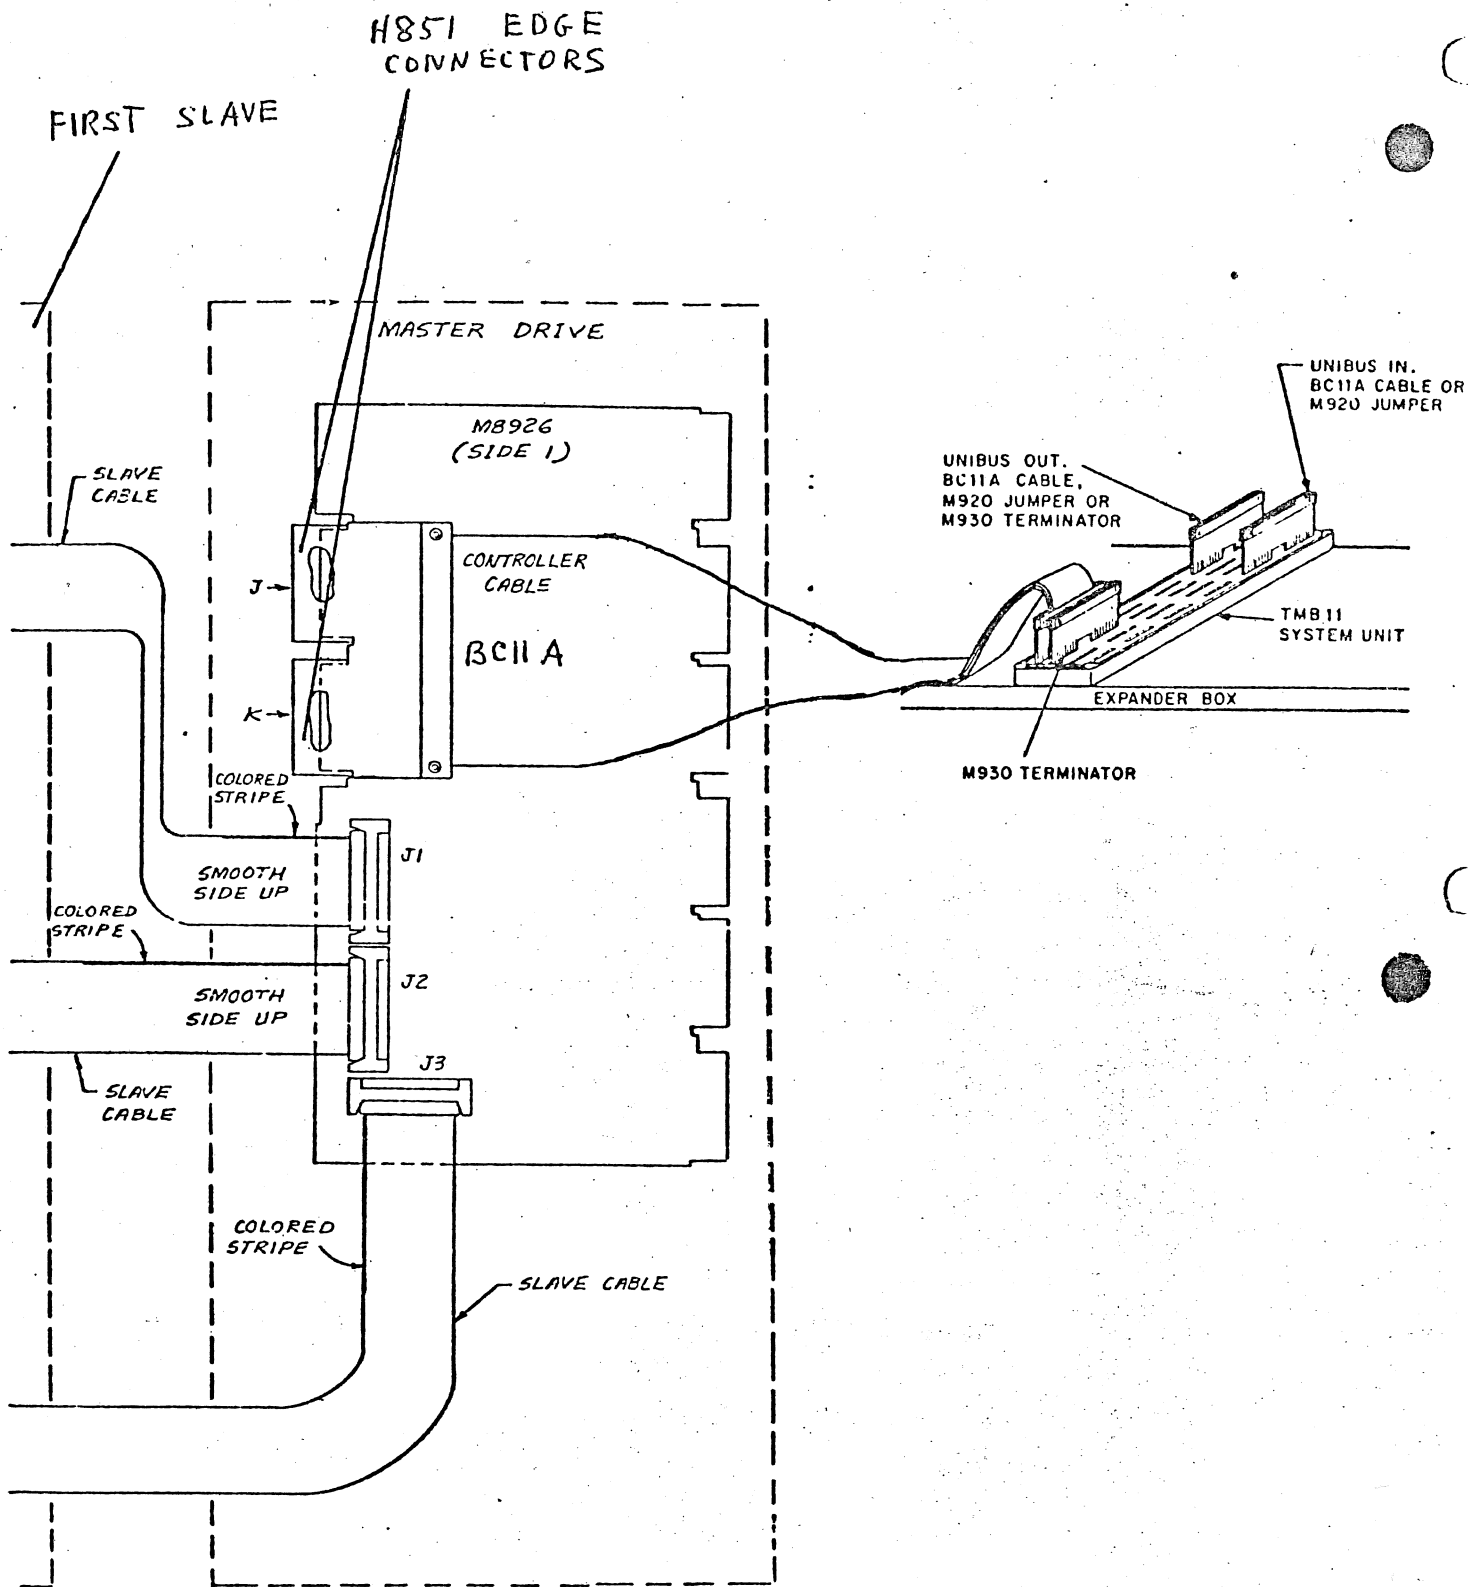 H851 EDGE
CONNECTORS
FIRST SLAVE
MASTER DRIVE
M8926
(SIDE 1)
SLAVE
CABLE
J
K
CONTROLLER
CABLE
BC11A
UNIBUS IN.
BC11A CABLE OR
M920 JUMPER
UNIBUS OUT.
BC11A CABLE,
M920 JUMPER OR
M930 TERMINATOR
TMB11
SYSTEM UNIT
EXPANDER BOX
M930 TERMINATOR
COLORED
STRIPE
J1
SMOOTH
SIDE UP
COLORED
STRIPE
J2
SMOOTH
SIDE UP
J3
SLAVE
CABLE
COLORED
STRIPE
SLAVE CABLE